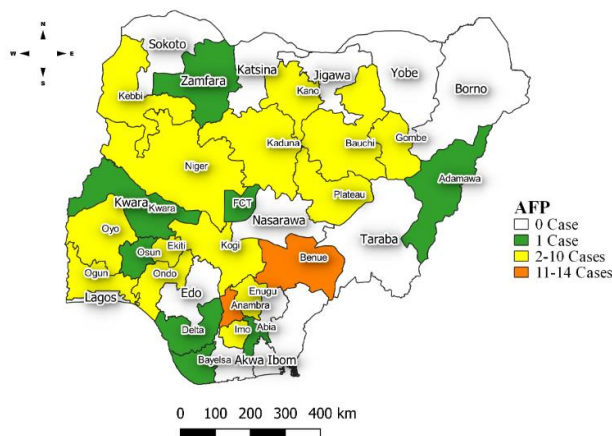 N
W E
S
Sokoto
Zamfara
Katsina
Jigawa
Yobe
Borno
Kebbi
Kano
Gombe
Kaduna
Bauchi
Niger
Adamawa
Kwara
Kwara
FCT
Plateau
Nasarawa
Taraba
Oyo
Osun
Ekiti
Kogi
Benue
Ogun
Ondo
Lagos
Edo
Enugu
Anambra
Delta
Imo
Abia
Bayelsa
Akwa Ibom
AFP
0 Case
1 Case
2-10 Cases
11-14 Cases
0 100 200 300 400 km